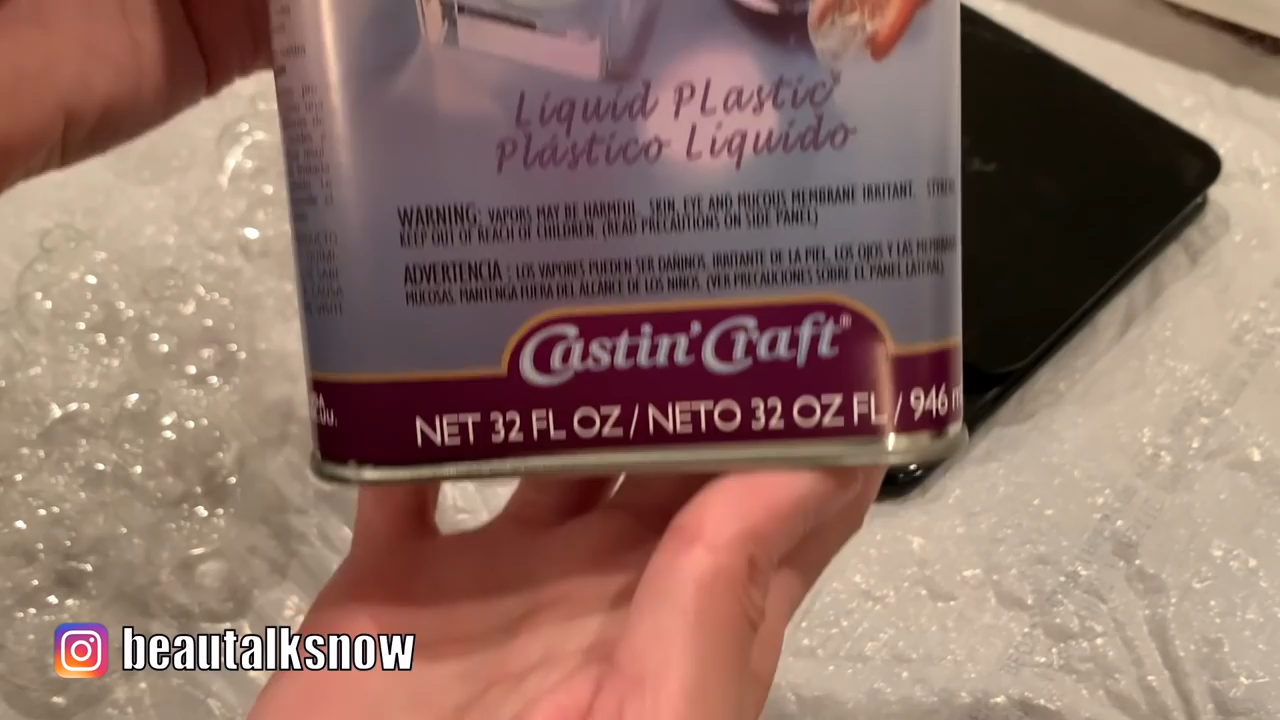 Liquid PLastic
Plástico Liquido
WARNING: VAPORS MAY BE HARMFUL. SKIN, EYE AND MUCOUS MEMBRANE IRRITANT.
KEEP OUT OF REACH OF CHILDREN. (READ PRECAUTIONS ON SIDE PANEL)
ADVERTENCIA : LOS VAPORES PUEDEN SER DAÑINOS. IRRITANTE DE LA PIEL, LOS OJOS Y LAS
MUCOSAS. MANTENGA FUERA DEL ALCANCE DE LOS NINOS. (VER PRECAUCIONES SOBRE EL PANEL LATERAL)
Castin' Craft®
NET 32 FL OZ / NETO 32 OZ FL / 946
beautalksnow